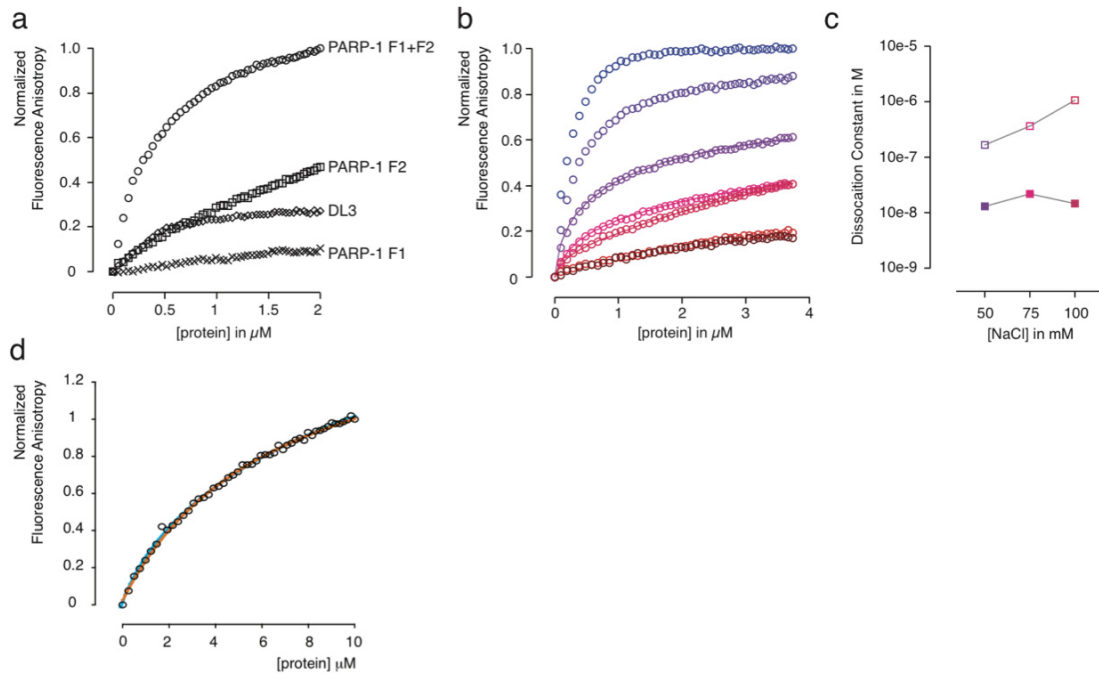 a
Normalized
Fluorescence Anisotropy
1.0
0.8
0.6
0.4
0.2
0
PARP-1 F1+F2
PARP-1 F2
DL3
PARP-1 F1
0
0.5
1
1.5
2
[protein] in µM
b
Normalized
Fluorescence Anisotropy
1.0
0.8
0.6
0.4
0.2
0
0
1
2
3
4
[protein] in µM
c
Dissocaition Constant in M
10e-5
10e-6
10e-7
10e-8
10e-9
50
75
100
[NaCl] in mM
d
Normalized
Fluorescence Anisotropy
1.2
1
0.8
0.6
0.4
0.2
0
0
2
4
6
8
10
[protein] µM